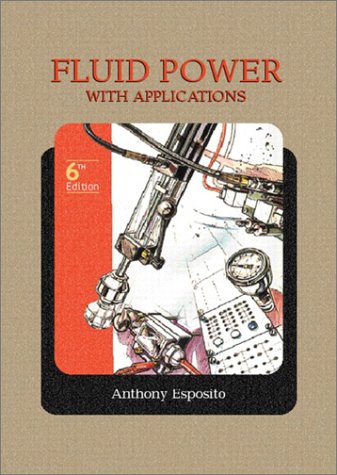 FLUID POWER
WITH APPLICATIONS
6TH
Edition
Anthony Esposito